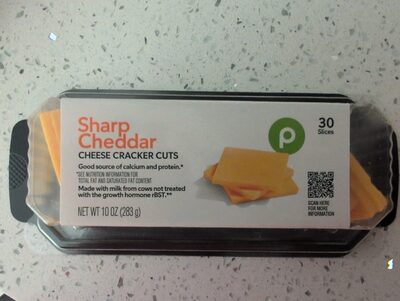 Sharp
Cheddar
CHEESE CRACKER CUTS
Good source of calcium and protein.*
*SEE NUTRITION INFORMATION FOR
TOTAL FAT AND SATURATED FAT CONTENT
Made with milk from cows not treated
with the growth hormone rBST.**
NET WT 10 OZ (283 g)
p
30
Slices
SCAN HERE
FOR MORE
INFORMATION